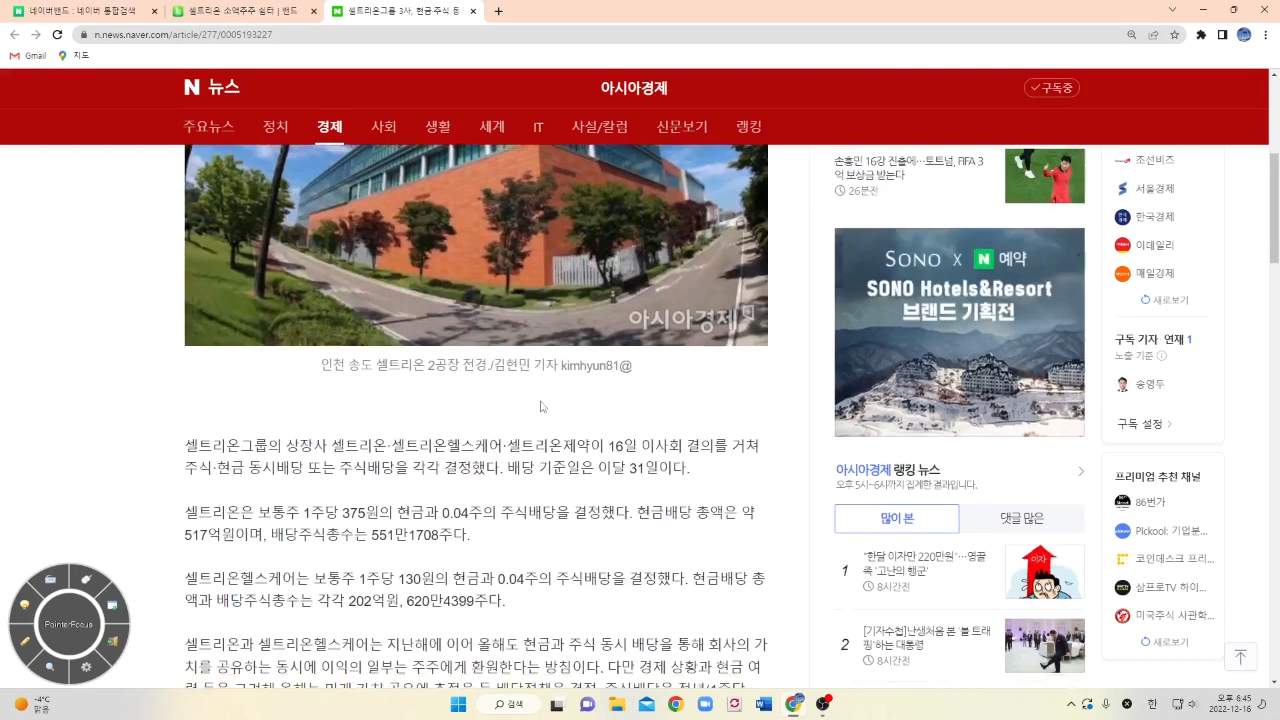 네이버밴드 : 네이버 통합검색
셀트리온 소액주주 쉼터 | 밴드
셀트리온그룹 3사, 현금·주식 동
n.news.naver.com/article/277/0005193227
Gmail
지도
N 뉴스
아시아경제
구독중
주요뉴스 정치 경제 사회 생활 세계 IT 사설/칼럼 신문보기 랭킹
아시아경제
인천 송도 셀트리온 2공장 전경./김현민 기자 kimhyun81@
셀트리온그룹의 상장사 셀트리온·셀트리온헬스케어·셀트리온제약이 16일 이사회 결의를 거쳐
주식·현금 동시배당 또는 주식배당을 각각 결정했다. 배당 기준일은 이달 31일이다.
셀트리온은 보통주 1주당 375원의 현금과 0.04주의 주식배당을 결정했다. 현금배당 총액은 약
517억원이며, 배당주식총수는 551만1708주다.
셀트리온헬스케어는 보통주 1주당 130원의 현금과 0.04주의 주식배당을 결정했다. 현금배당 총
액과 배당주식총수는 각각 202억원, 620만4399주다.
셀트리온과 셀트리온헬스케어는 지난해에 이어 올해도 현금과 주식 동시 배당을 통해 회사의 가
치를 공유하는 동시에 이익의 일부는 주주에게 환원한다는 방침이다. 다만 경제 상황과 현금 여
손흥민 16강 진출에…토트넘, FIFA 3
억 보상금 받는다
26분전
SONO X N 예약
SONO Hotels&Resort
브랜드 기획전
아시아경제 랭킹 뉴스
오후 5시~6시까지 집계한 결과입니다.
많이 본
댓글 많은
1
"한달 이자만 220만원"…영끌
족 '고난의 행군'
8시간전
이자
2
[기자수첩]난생처음 본 '불 트래
핑'하는 대통령
8시간전
조선비즈
서울경제
한국경제
이데일리
매일경제
새로보기
구독 기자·연재 1
노출 기준
송영두
구독 설정
프리미엄 추천 채널
86번가
Pickool: 기업분...
코인데스크 프리...
삼프로TV 하이...
미국주식 사관학...
새로보기
PointerFocus
-4°C
맑음
검색
한
오후 8:45
2022-12-16